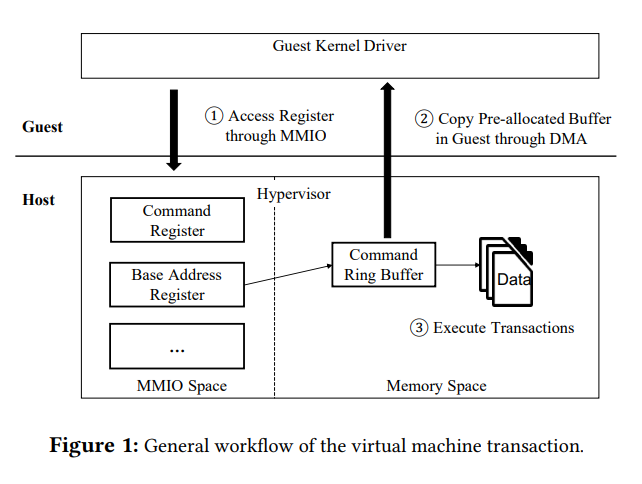 Guest Kernel Driver
① Access Register
through MMIO
② Copy Pre-allocated Buffer
in Guest through DMA
Guest
Host
Hypervisor
Command
Register
Base Address
Register
...
Command
Ring Buffer
Data
③ Execute Transactions
MMIO Space
Memory Space
Figure 1: General workflow of the virtual machine transaction.